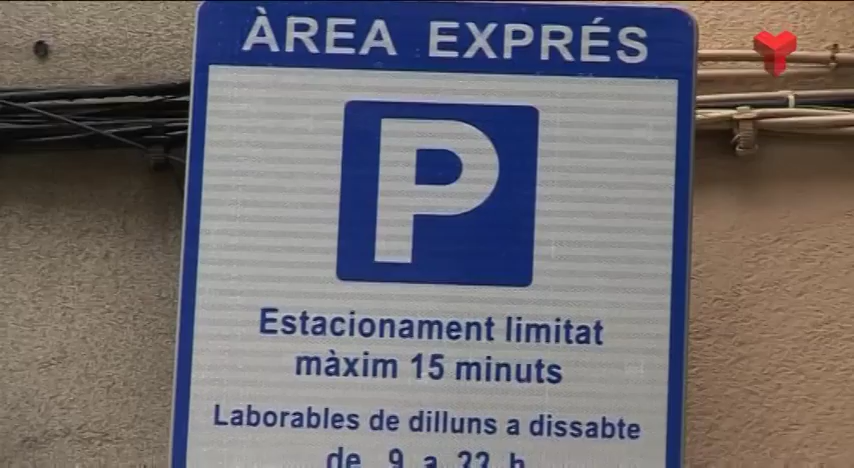 ÀREA EXPRÉS
P
Estacionament limitat
màxim 15 minuts
Laborables de dilluns a dissabte
de 9 a 22 h